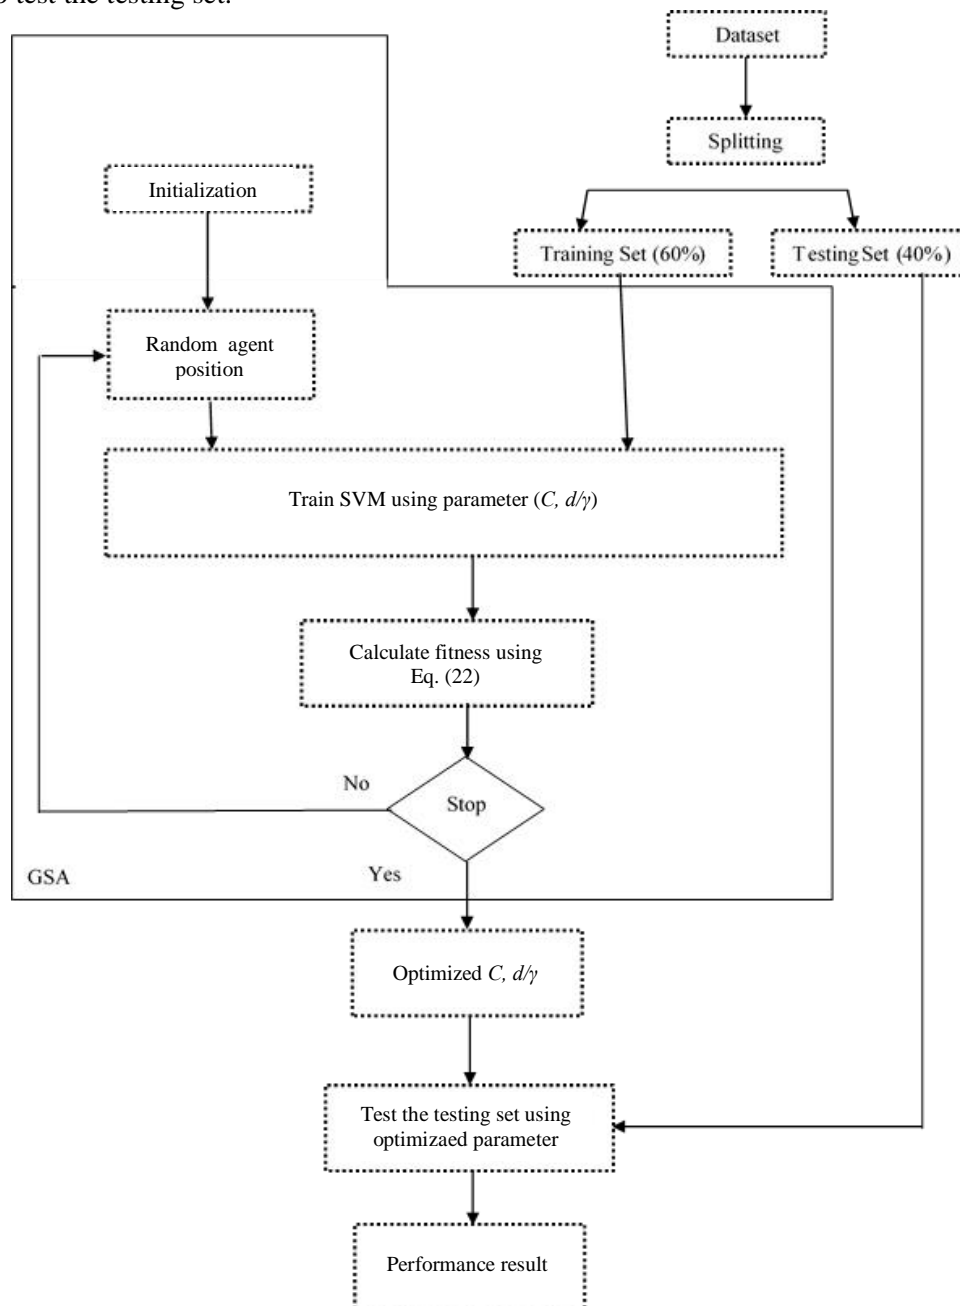 test the testing set.
Dataset
Splitting
Initialization
Training Set (60%)
Testing Set (40%)
Random agent
position
Train SVM using parameter (C, d/γ)
Calculate fitness using
Eq. (22)
No
Stop
Yes
GSA
Optimized C, d/γ
Test the testing set using
optimizaed parameter
Performance result